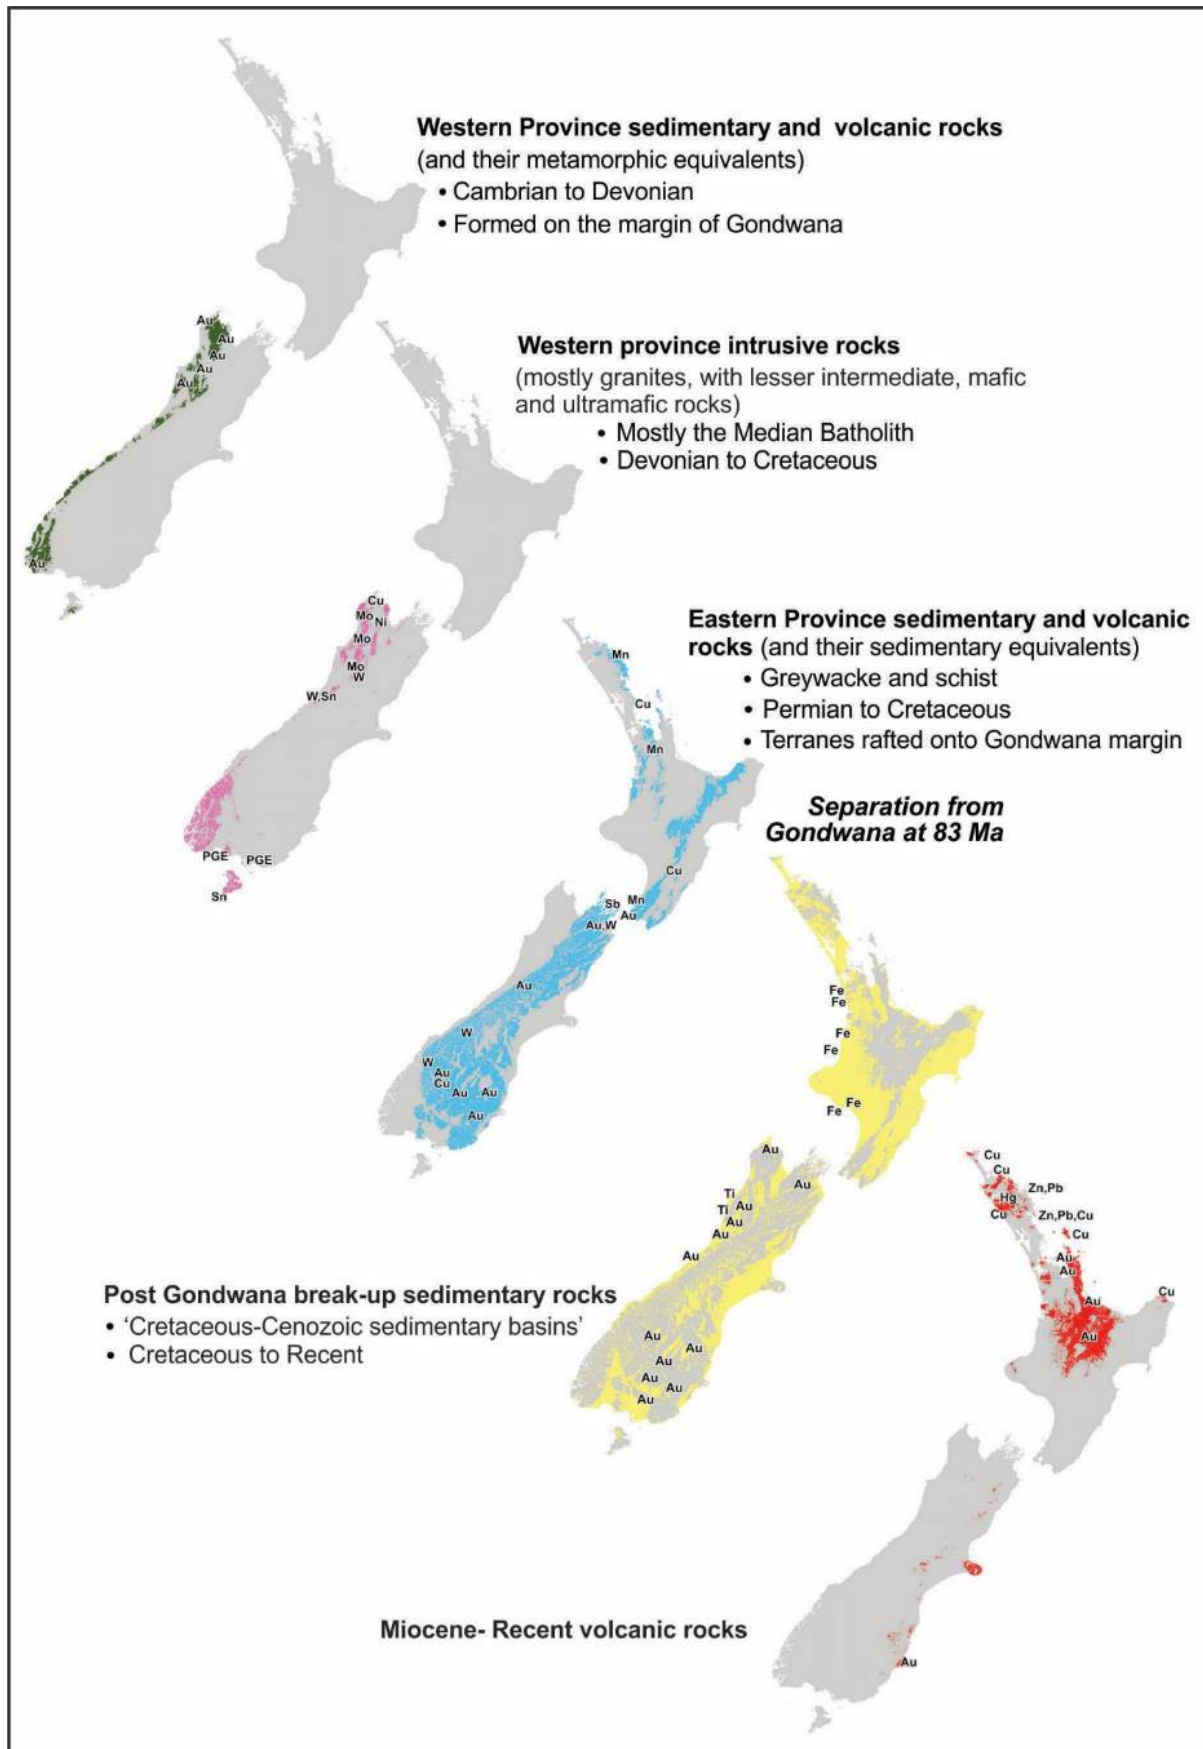 Western Province sedimentary and volcanic rocks
(and their metamorphic equivalents)
• Cambrian to Devonian
• Formed on the margin of Gondwana
Au
Au
Au
Au
Au
Au
Western province intrusive rocks
(mostly granites, with lesser intermediate, mafic
and ultramafic rocks)
• Mostly the Median Batholith
• Devonian to Cretaceous
Cu
Mo
Ni
Mo
Mo
W
W,Sn
PGE
PGE
Sn
Eastern Province sedimentary and volcanic
rocks (and their sedimentary equivalents)
• Greywacke and schist
• Permian to Cretaceous
• Terranes rafted onto Gondwana margin
Mn
Cu
Mn
Cu
Mn
Sb
Au
Au,W
Au
W
W
Au
Cu
Au
Au
Au
Separation from
Gondwana at 83 Ma
Fe
Fe
Fe
Fe
Fe
Fe
Au
Au
Ti
Ti
Au
Au
Au
Au
Au
Au
Au
Au
Au
Au
Post Gondwana break-up sedimentary rocks
• ‘Cretaceous-Cenozoic sedimentary basins’
• Cretaceous to Recent
Cu
Cu
Zn,Pb
Hg
Cu
Zn,Pb,Cu
Cu
Au
Au
Cu
Au
Au
Miocene- Recent volcanic rocks
Au